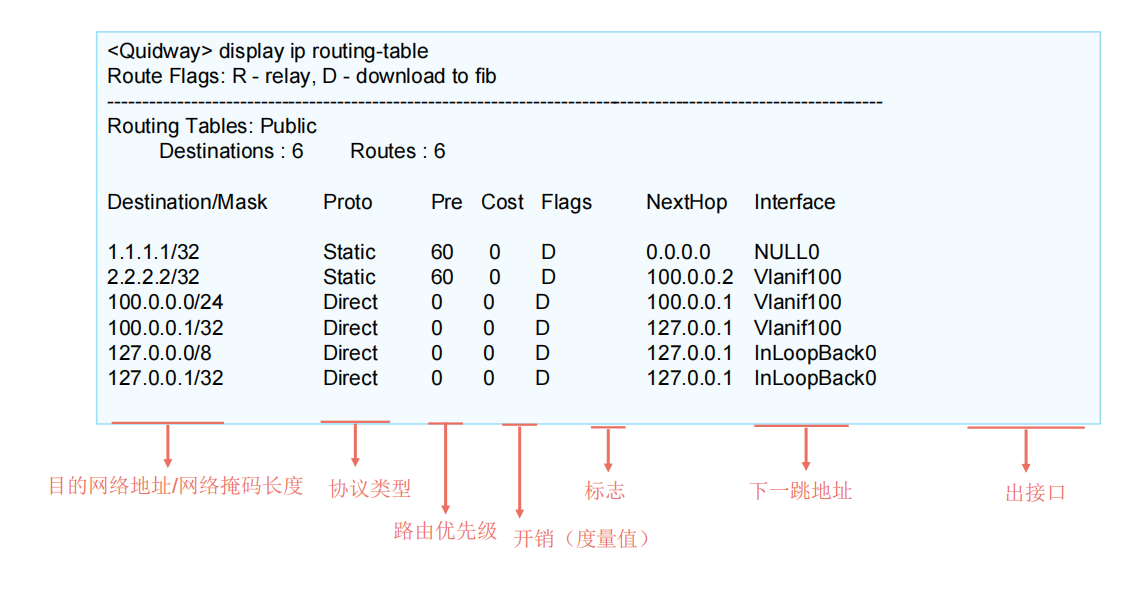 <Quidway> display ip routing-table
Route Flags: R - relay, D - download to fib
------------------------------------------------------------------------------
Routing Tables: Public
Destinations : 6 Routes : 6
Destination/Mask Proto Pre Cost Flags NextHop Interface
1.1.1.1/32 Static 60 0 D 0.0.0.0 NULL0
2.2.2.2/32 Static 60 0 D 100.0.0.2 Vlanif100
100.0.0.0/24 Direct 0 0 D 100.0.0.1 Vlanif100
100.0.0.1/32 Direct 0 0 D 127.0.0.1 Vlanif100
127.0.0.0/8 Direct 0 0 D 127.0.0.1 InLoopBack0
127.0.0.1/32 Direct 0 0 D 127.0.0.1 InLoopBack0
目的网络地址/网络掩码长度 协议类型 标志 下一跳地址 出接口
路由优先级 开销（度量值）